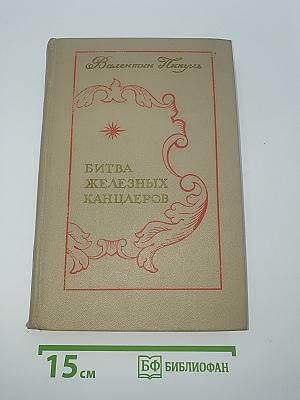 Валентин Пикуль
БИТВА
ЖЕЛЕЗНЫХ
КАНЦЛЕРОВ
15 см
БФ БИБЛИОФАН